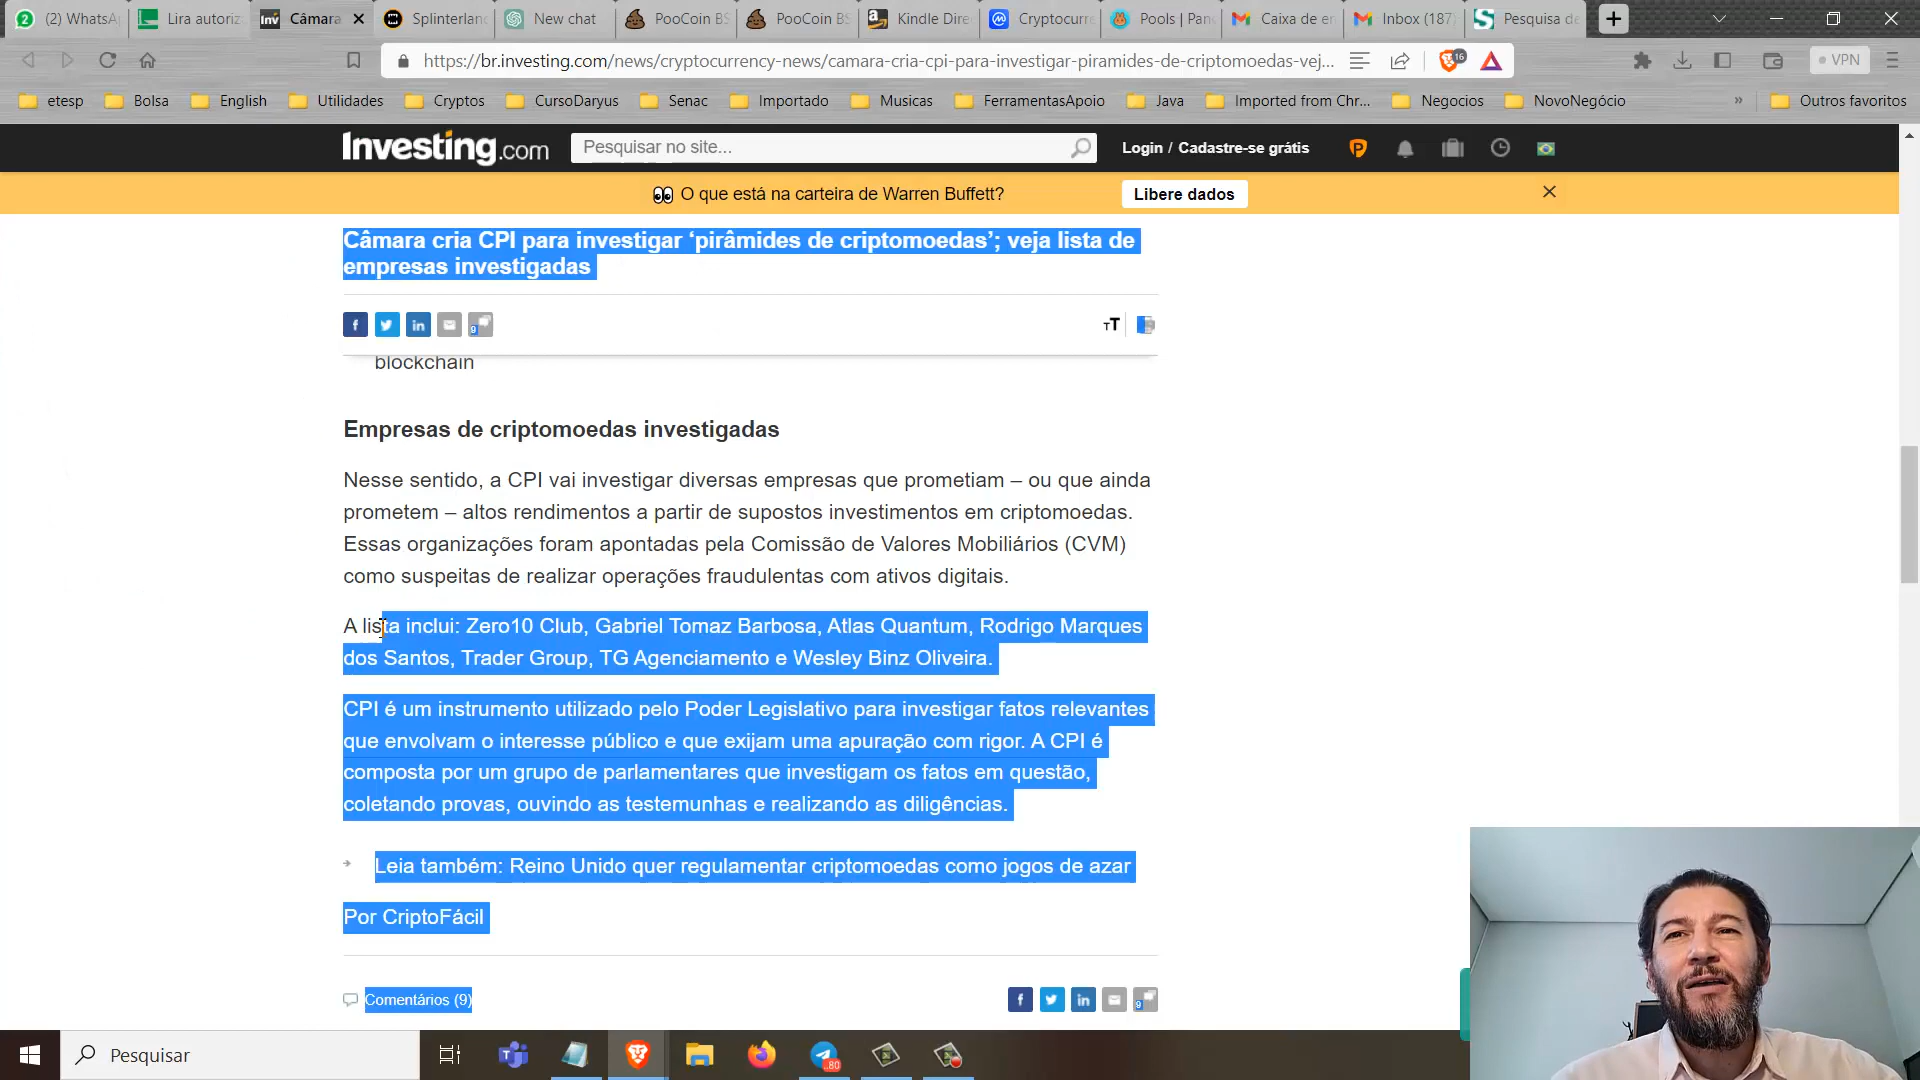 (2) WhatsA
Lira autoriz
Câmara
Splinterlan
New chat
PooCoin BS
PooCoin BS
Kindle Dire
Cryptocurr
Pools | Pan
Caixa de en
Inbox (187
Pesquisa de
https://br.investing.com/news/cryptocurrency-news/camara-cria-cpi-para-investigar-piramides-de-criptomoedas-vej...
16
VPN
etesp
Bolsa
English
Utilidades
Cryptos
CursoDaryus
Senac
Importado
Musicas
FerramentasApoio
Java
Imported from Chr...
Negocios
NovoNegócio
»
Outros favoritos
Investing.com
Pesquisar no site...
Login / Cadastre-se grátis
O que está na carteira de Warren Buffett?
Libere dados
Câmara cria CPI para investigar ‘pirâmides de criptomoedas’; veja lista de
empresas investigadas
9
TT
blockchain
Empresas de criptomoedas investigadas
Nesse sentido, a CPI vai investigar diversas empresas que prometiam – ou que ainda
prometem – altos rendimentos a partir de supostos investimentos em criptomoedas.
Essas organizações foram apontadas pela Comissão de Valores Mobiliários (CVM)
como suspeitas de realizar operações fraudulentas com ativos digitais.
A lista inclui: Zero10 Club, Gabriel Tomaz Barbosa, Atlas Quantum, Rodrigo Marques
dos Santos, Trader Group, TG Agenciamento e Wesley Binz Oliveira.
CPI é um instrumento utilizado pelo Poder Legislativo para investigar fatos relevantes
que envolvam o interesse público e que exijam uma apuração com rigor. A CPI é
composta por um grupo de parlamentares que investigam os fatos em questão,
coletando provas, ouvindo as testemunhas e realizando as diligências.
Leia também: Reino Unido quer regulamentar criptomoedas como jogos de azar
Por CriptoFácil
Comentários (9)
9
Pesquisar
80